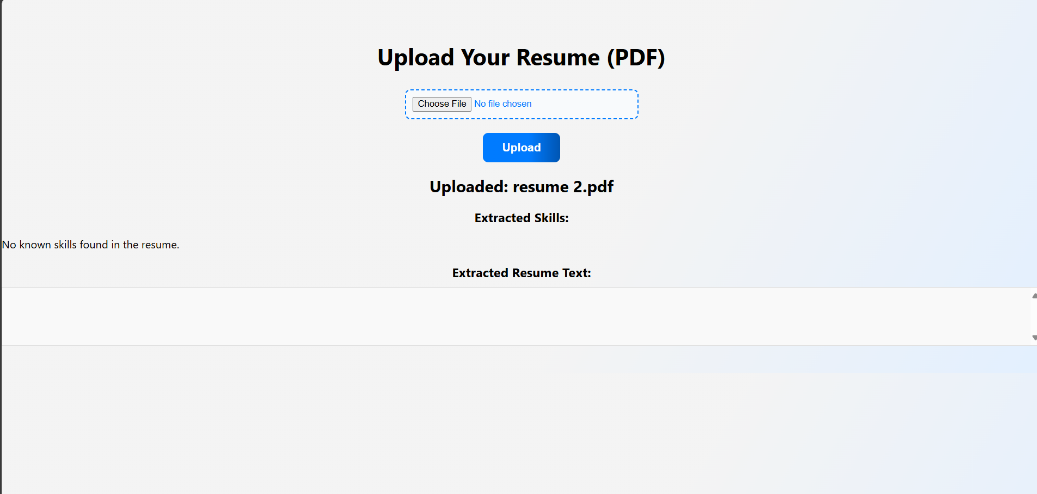 Upload Your Resume (PDF)
Choose File No file chosen
Upload
Uploaded: resume 2.pdf
Extracted Skills:
No known skills found in the resume.
Extracted Resume Text: